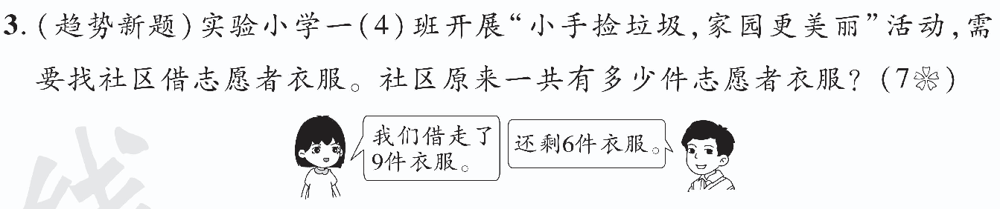 3. (趋势新题)实验小学一(4)班开展“小手捡垃圾,家园更美丽”活动,需
要找社区借志愿者衣服。社区原来一共有多少件志愿者衣服? (7)
我们借走了
9件衣服。
还剩6件衣服。
线